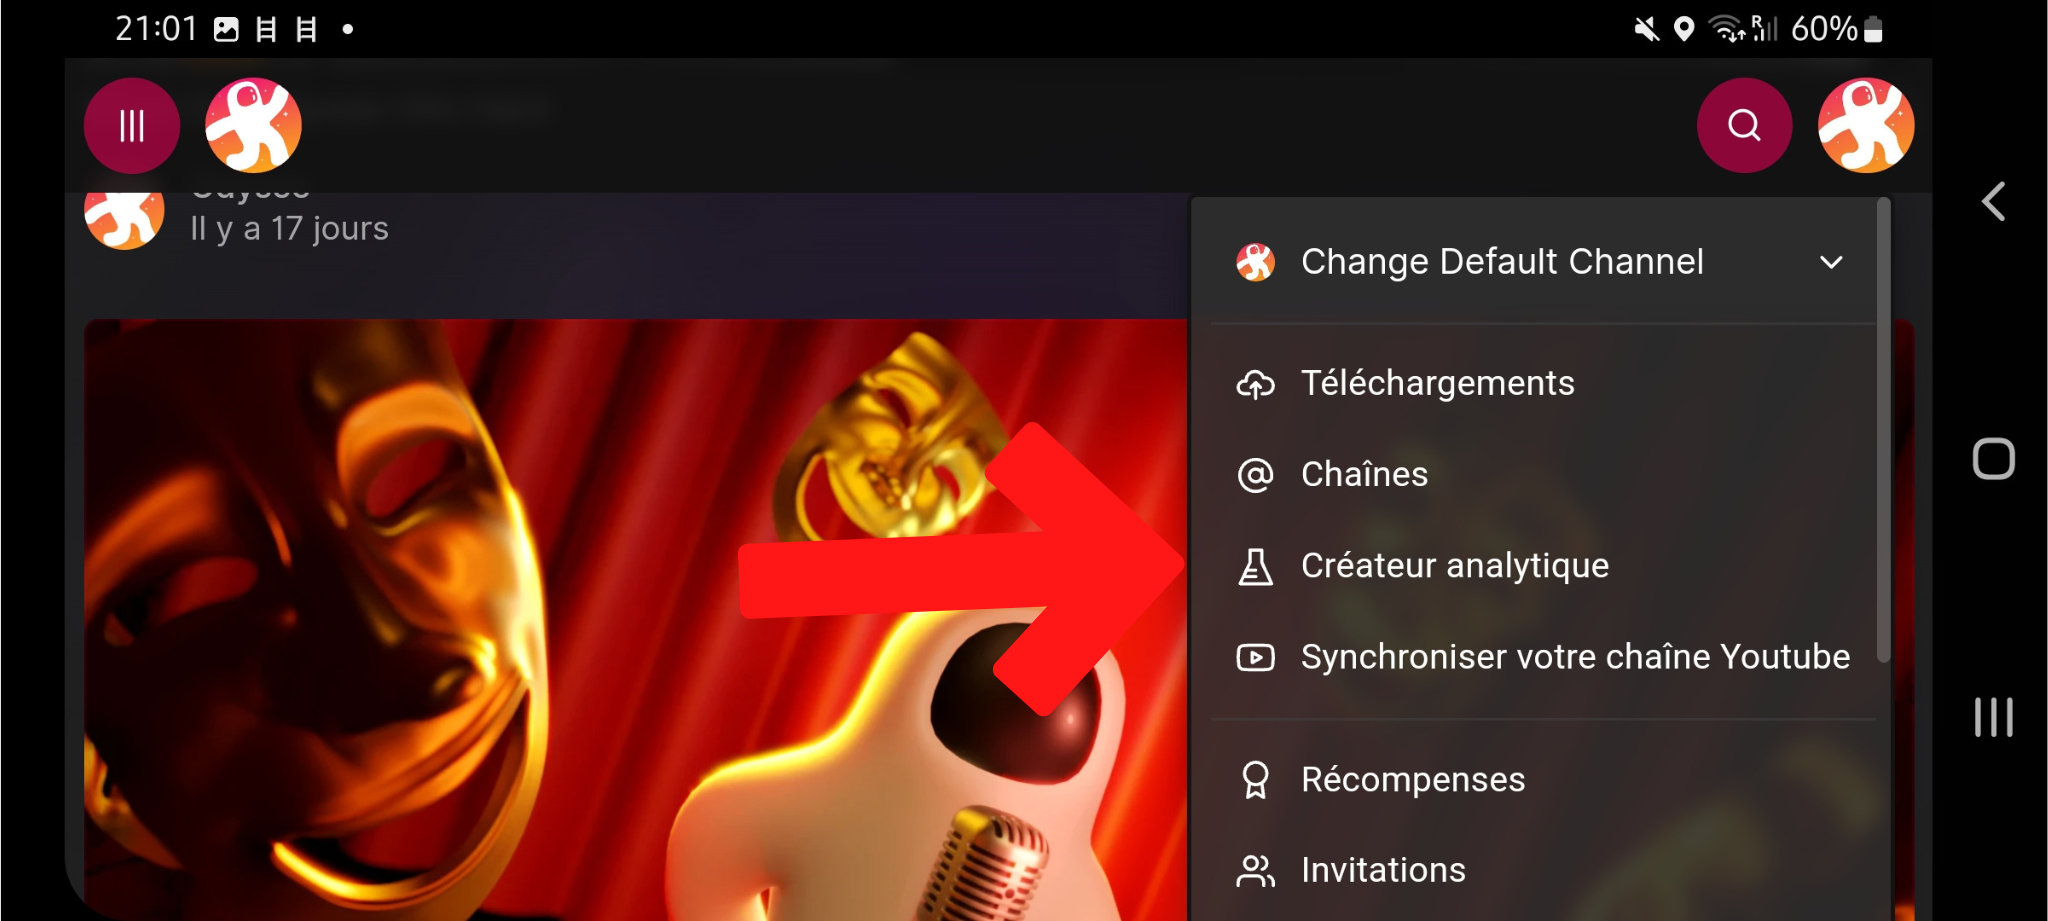 21:01
R
60%
Odysee
Il y a 17 jours
Change Default Channel
Téléchargements
Chaînes
Créateur analytique
Synchroniser votre chaîne Youtube
Récompenses
Invitations